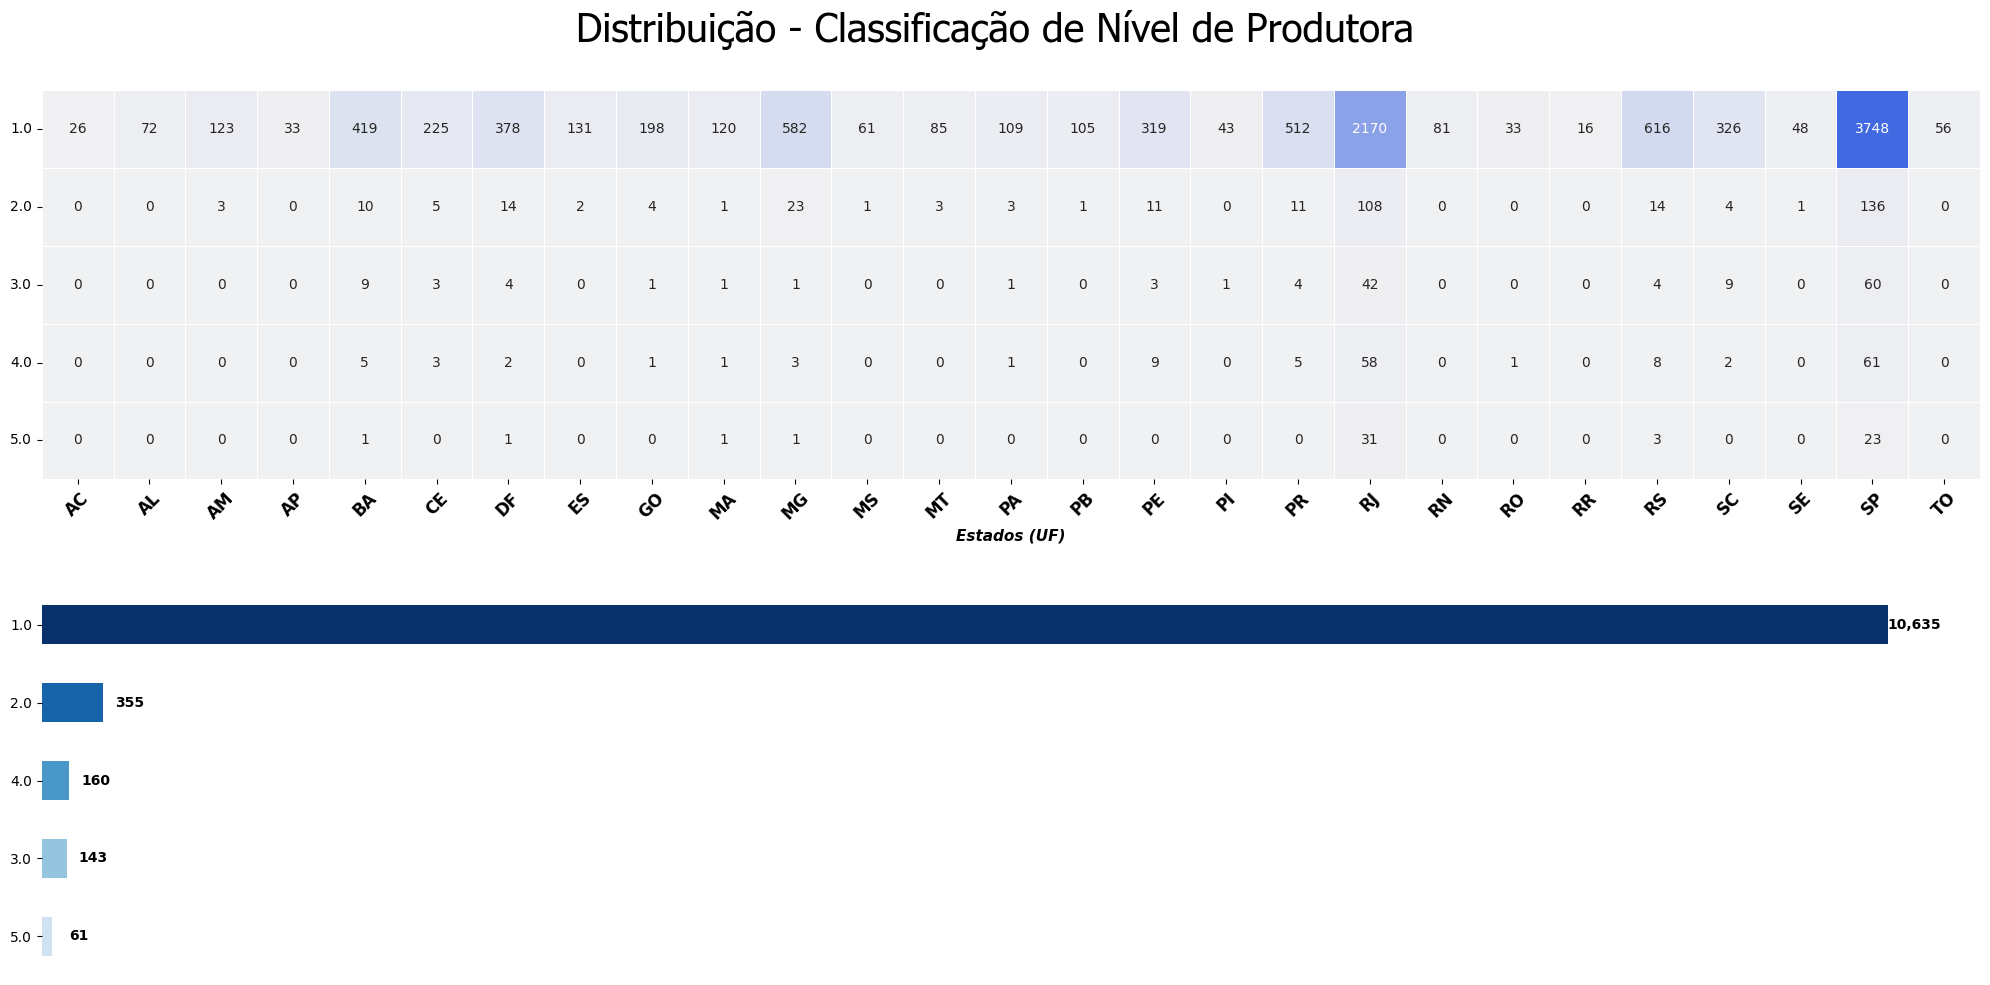 Distribuição - Classificação de Nível de Produtora
1.0 26 72 123 33 419 225 378 131 198 120 582 61 85 109 105 319 43 512 2170 81 33 16 616 326 48 3748 56
2.0 0 0 3 0 10 5 14 2 4 1 23 1 3 3 1 11 0 11 108 0 0 0 14 4 1 136 0
3.0 0 0 0 0 9 3 4 0 1 1 1 0 0 1 0 3 1 4 42 0 0 0 4 9 0 60 0
4.0 0 0 0 0 5 3 2 0 1 1 3 0 0 1 0 9 0 5 58 0 1 0 8 2 0 61 0
5.0 0 0 0 0 1 0 1 0 0 1 1 0 0 0 0 0 0 0 31 0 0 0 3 0 0 23 0
AC AL AM AP BA CE DF ES GO MA MG MS MT PA PB PE PI PR RJ RN RO RR RS SC SE SP TO
Estados (UF)
1.0 10,635
2.0 355
4.0 160
3.0 143
5.0 61